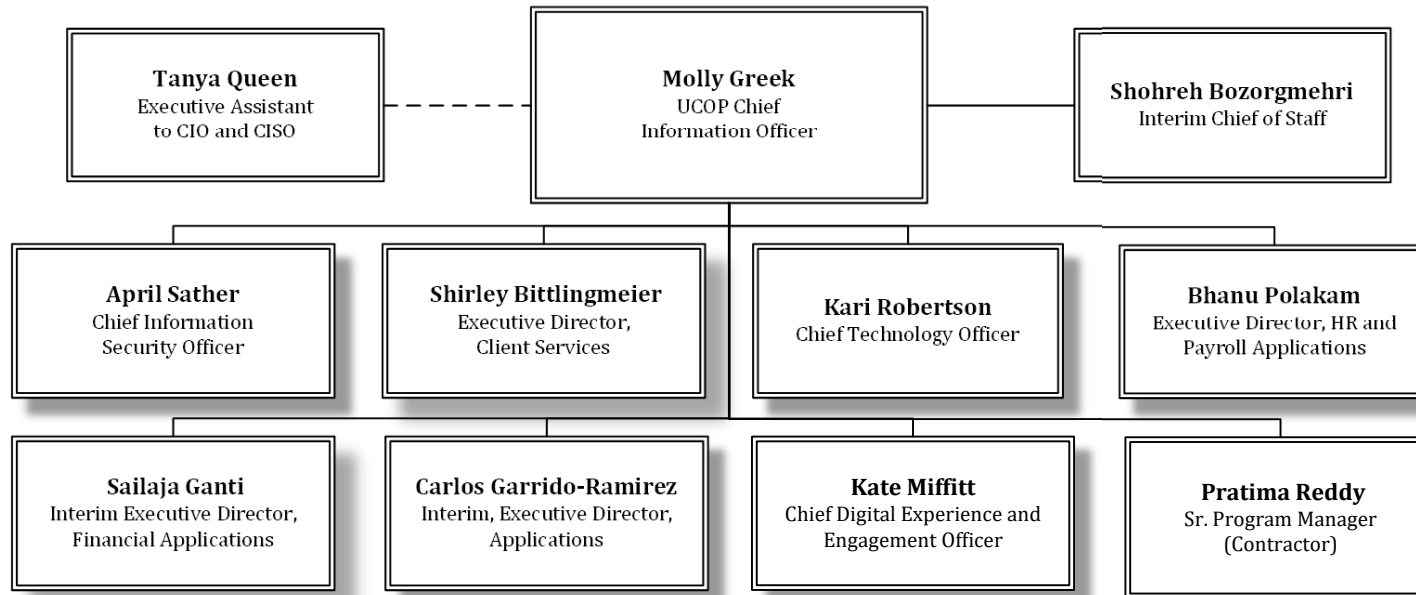 Tanya Queen
Executive Assistant
to CIO and CISO
Molly Greek
UCOP Chief
Information Officer
Shohreh Bozorgmehri
Interim Chief of Staff
April Sather
Chief Information
Security Officer
Shirley Bittlingmeier
Executive Director,
Client Services
Kari Robertson
Chief Technology Officer
Bhanu Polakam
Executive Director, HR and
Payroll Applications
Sailaja Ganti
Interim Executive Director,
Financial Applications
Carlos Garrido-Ramirez
Interim, Executive Director,
Applications
Kate Miffitt
Chief Digital Experience and
Engagement Officer
Pratima Reddy
Sr. Program Manager
(Contractor)